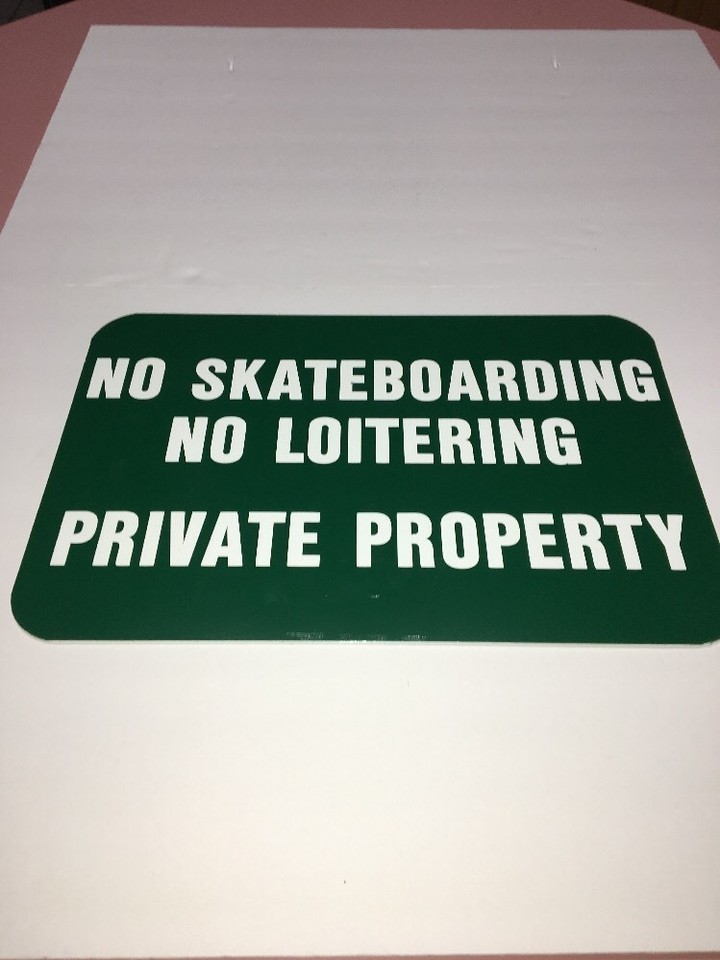 NO SKATEBOARDING
NO LOITERING
PRIVATE PROPERTY